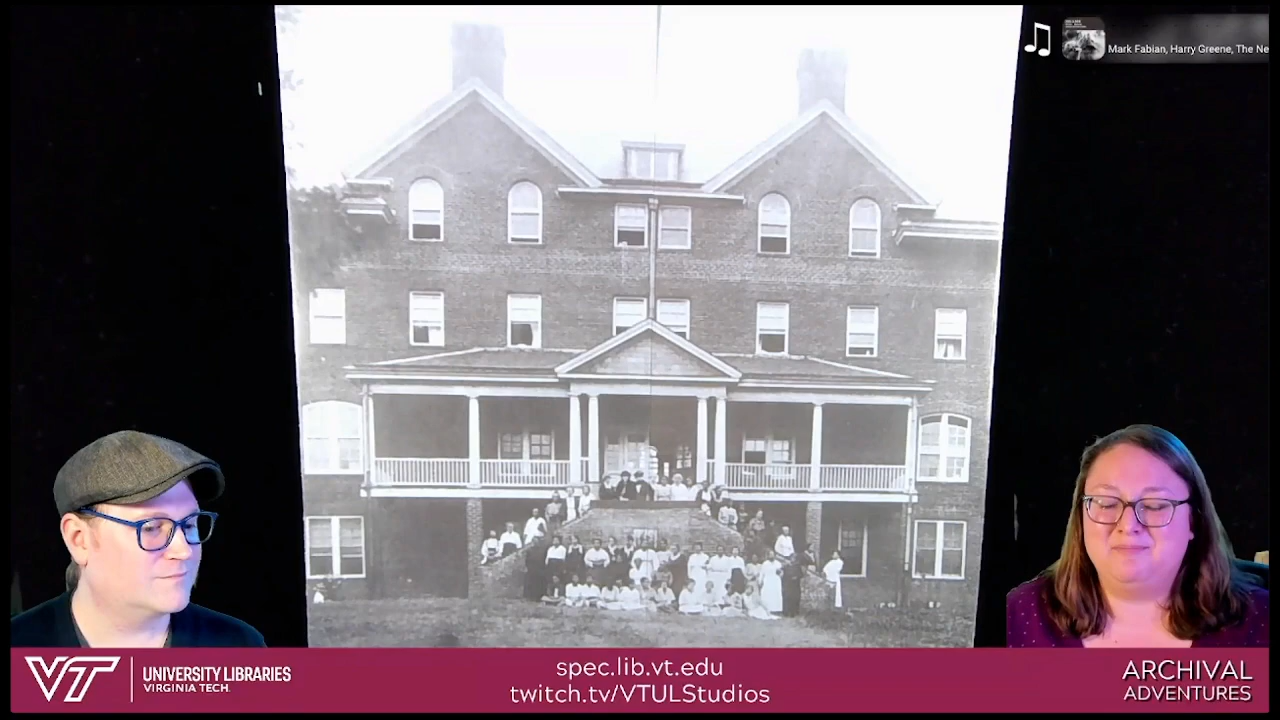 Mark Fabian, Harry Greene, The Ne
VT
UNIVERSITY LIBRARIES
VIRGINIA TECH.
spec.lib.vt.edu
twitch.tv/VTULStudios
ARCHIVAL
ADVENTURES